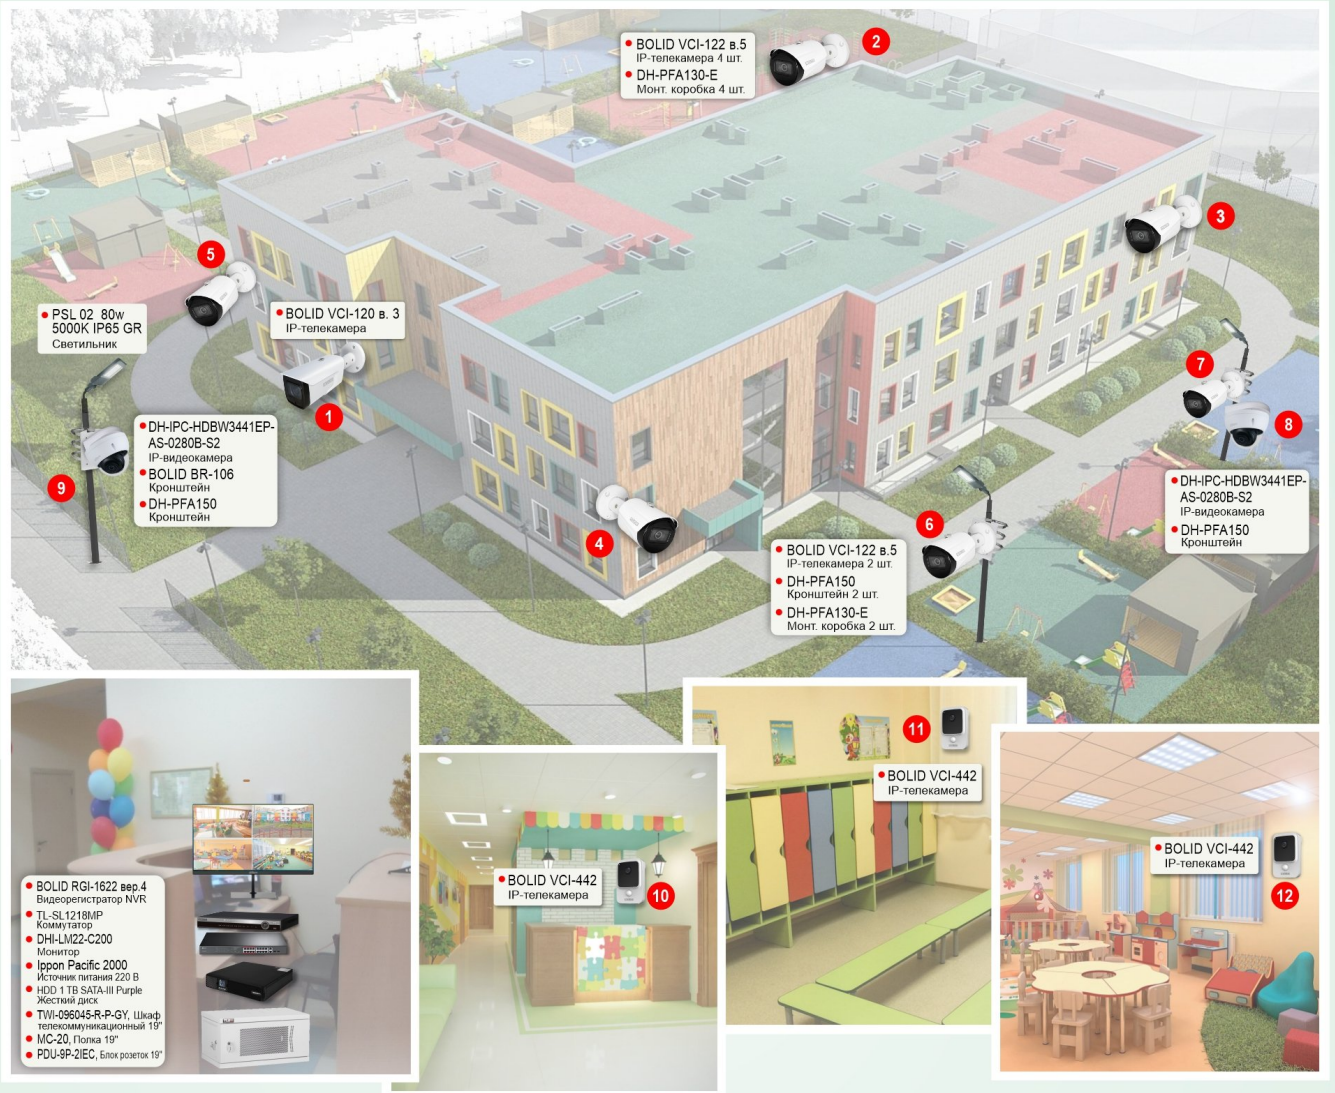 BOLID VCI-122 в.5
IP-телекамера 4 шт.
DH-PFA130-E
Монт. коробка 4 шт.
2
3
5
PSL 02 80w
5000K IP65 GR
Светильник
BOLID VCI-120 в. 3
IP-телекамера
1
7
8
DH-IPC-HDBW3441EP-
AS-0280B-S2
IP-видеокамера
BOLID BR-106
Кронштейн
DH-PFA150
Кронштейн
9
DH-IPC-HDBW3441EP-
AS-0280B-S2
IP-видеокамера
DH-PFA150
Кронштейн
4
6
BOLID VCI-122 в.5
IP-телекамера 2 шт.
DH-PFA150
Кронштейн 2 шт.
DH-PFA130-E
Монт. коробка 2 шт.
BOLID RGI-1622 вер.4
Видеорегистратор NVR
TL-SL1218MP
Коммутатор
DHI-LM22-C200
Монитор
Ippon Pacific 2000
Источник питания 220 В
HDD 1 TB SATA-III Purple
Жесткий диск
TWI-096045-R-P-GY, Шкаф
телекоммуникационный 19"
МС-20, Полка 19"
PDU-9P-2IEC, Блок розеток 19"
BOLID VCI-442
IP-телекамера
10
11
BOLID VCI-442
IP-телекамера
BOLID VCI-442
IP-телекамера
12